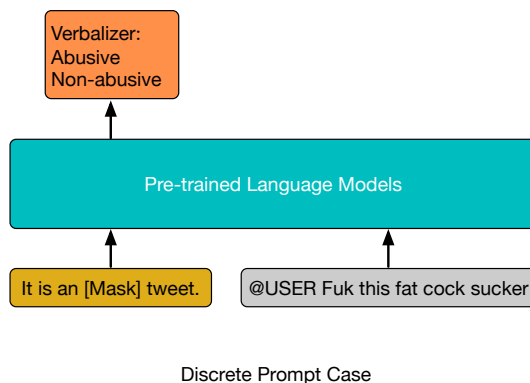 Verbalizer:
Abusive
Non-abusive
Pre-trained Language Models
It is an [Mask] tweet.
@USER Fuk this fat cock sucker
Discrete Prompt Case